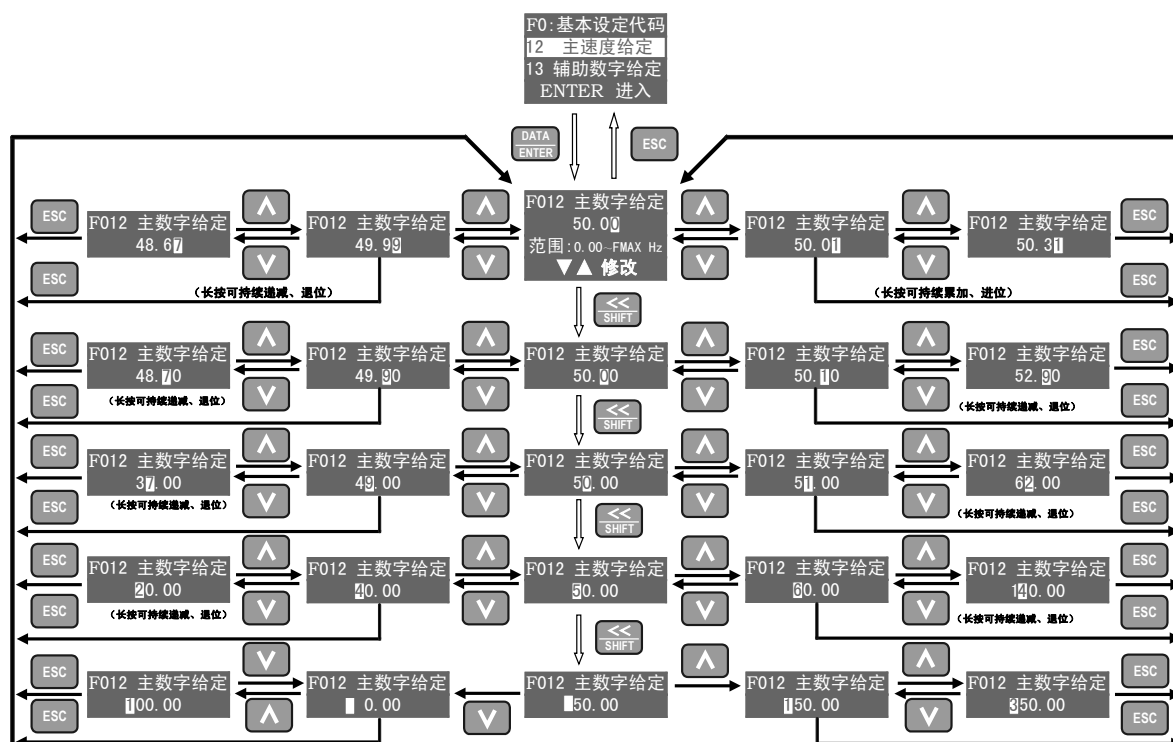 F0:基本设定代码
12 主速度给定
13 辅助数字给定
ENTER 进入
DATA
ENTER
ESC
ESC
F012 主数字给定
48.67
F012 主数字给定
49.99
F012 主数字给定
50.00
范围:0.00~FMAX Hz
▼▲ 修改
F012 主数字给定
50.01
F012 主数字给定
50.31
ESC
ESC
(长按可持续递减、退位)
(长按可持续累加、进位)
ESC
<<
SHIFT
ESC
F012 主数字给定
48.70
F012 主数字给定
49.90
F012 主数字给定
50.00
F012 主数字给定
50.10
F012 主数字给定
52.90
ESC
ESC
(长按可持续递减、退位)
(长按可持续递减、退位)
ESC
<<
SHIFT
ESC
F012 主数字给定
37.00
F012 主数字给定
49.00
F012 主数字给定
50.00
F012 主数字给定
51.00
F012 主数字给定
62.00
ESC
ESC
(长按可持续递减、退位)
(长按可持续递减、退位)
ESC
<<
SHIFT
ESC
F012 主数字给定
20.00
F012 主数字给定
40.00
F012 主数字给定
50.00
F012 主数字给定
60.00
F012 主数字给定
140.00
ESC
ESC
(长按可持续递减、退位)
(长按可持续递减、退位)
ESC
<<
SHIFT
ESC
F012 主数字给定
100.00
F012 主数字给定
0.00
F012 主数字给定
50.00
F012 主数字给定
150.00
F012 主数字给定
350.00
ESC
ESC
ESC